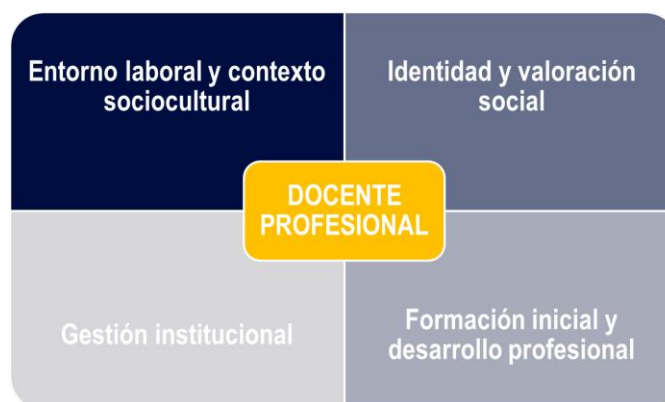 Entorno laboral y contexto
sociocultural
Identidad y valoración
social
DOCENTE
PROFESIONAL
Gestión institucional
Formación inicial y
desarrollo profesional